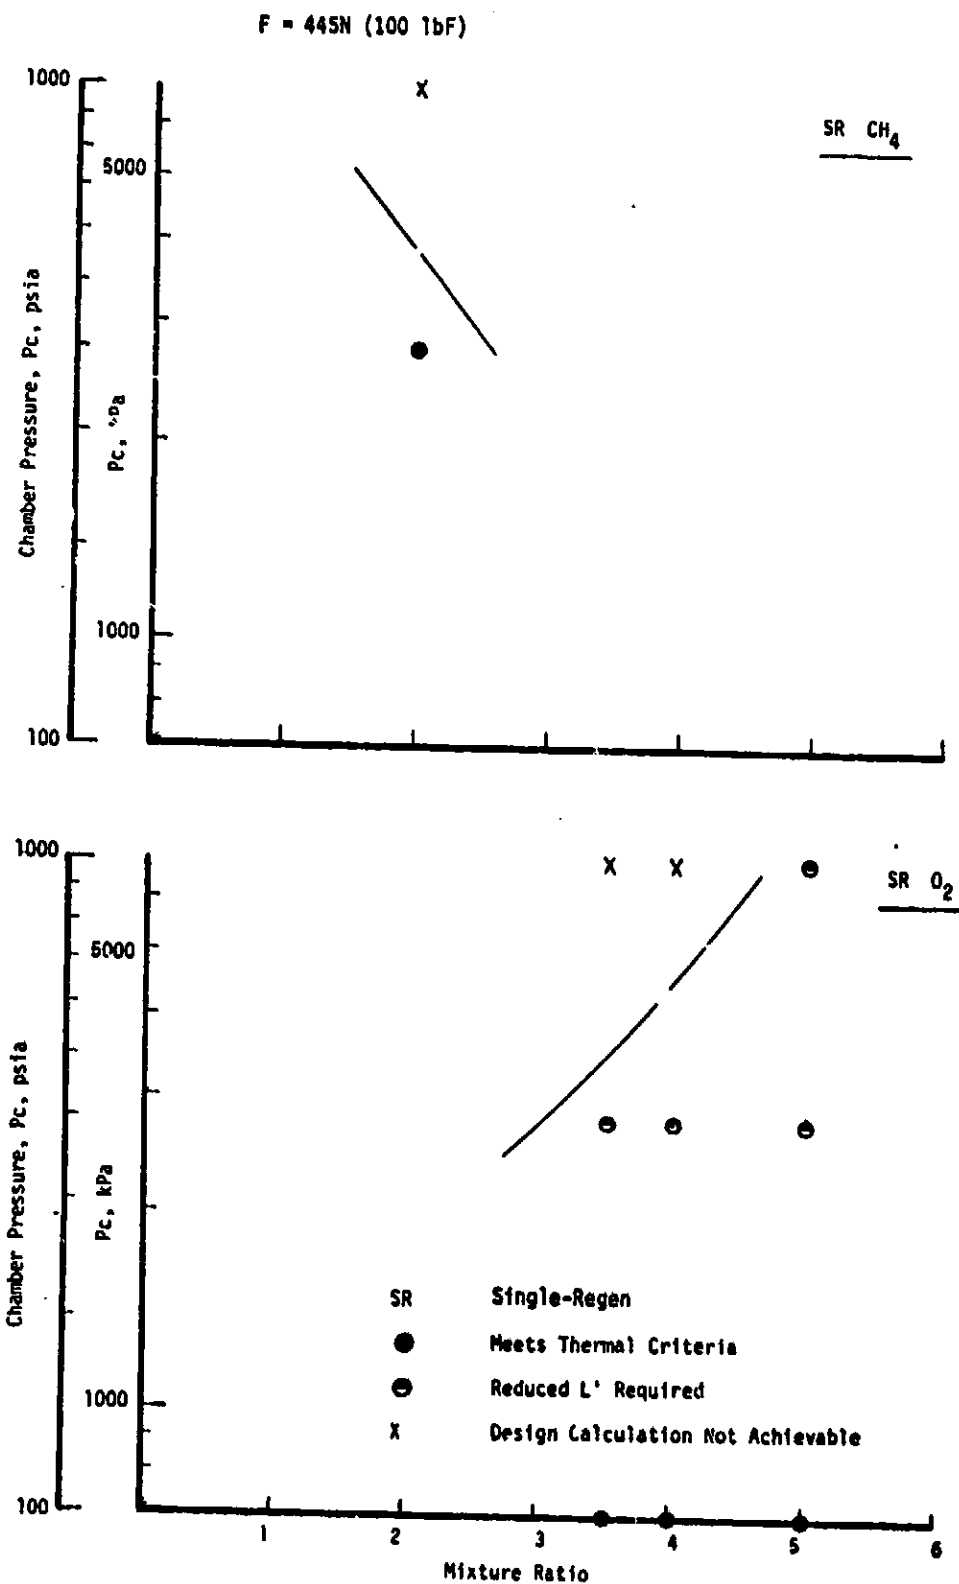 F = 445N (100 lbF)
1000
SR CH4
5000
Chamber Pressure, Pc, psia
Pc,
1000
100
1000
SR O2
5000
Chamber Pressure, Pc, psia
Pc, kPa
SR Single-Regen
Meets Thermal Criteria
Reduced L' Required
1000
X Design Calculation Not Achievable
100
1 2 3 4 5 6
Mixture Ratio